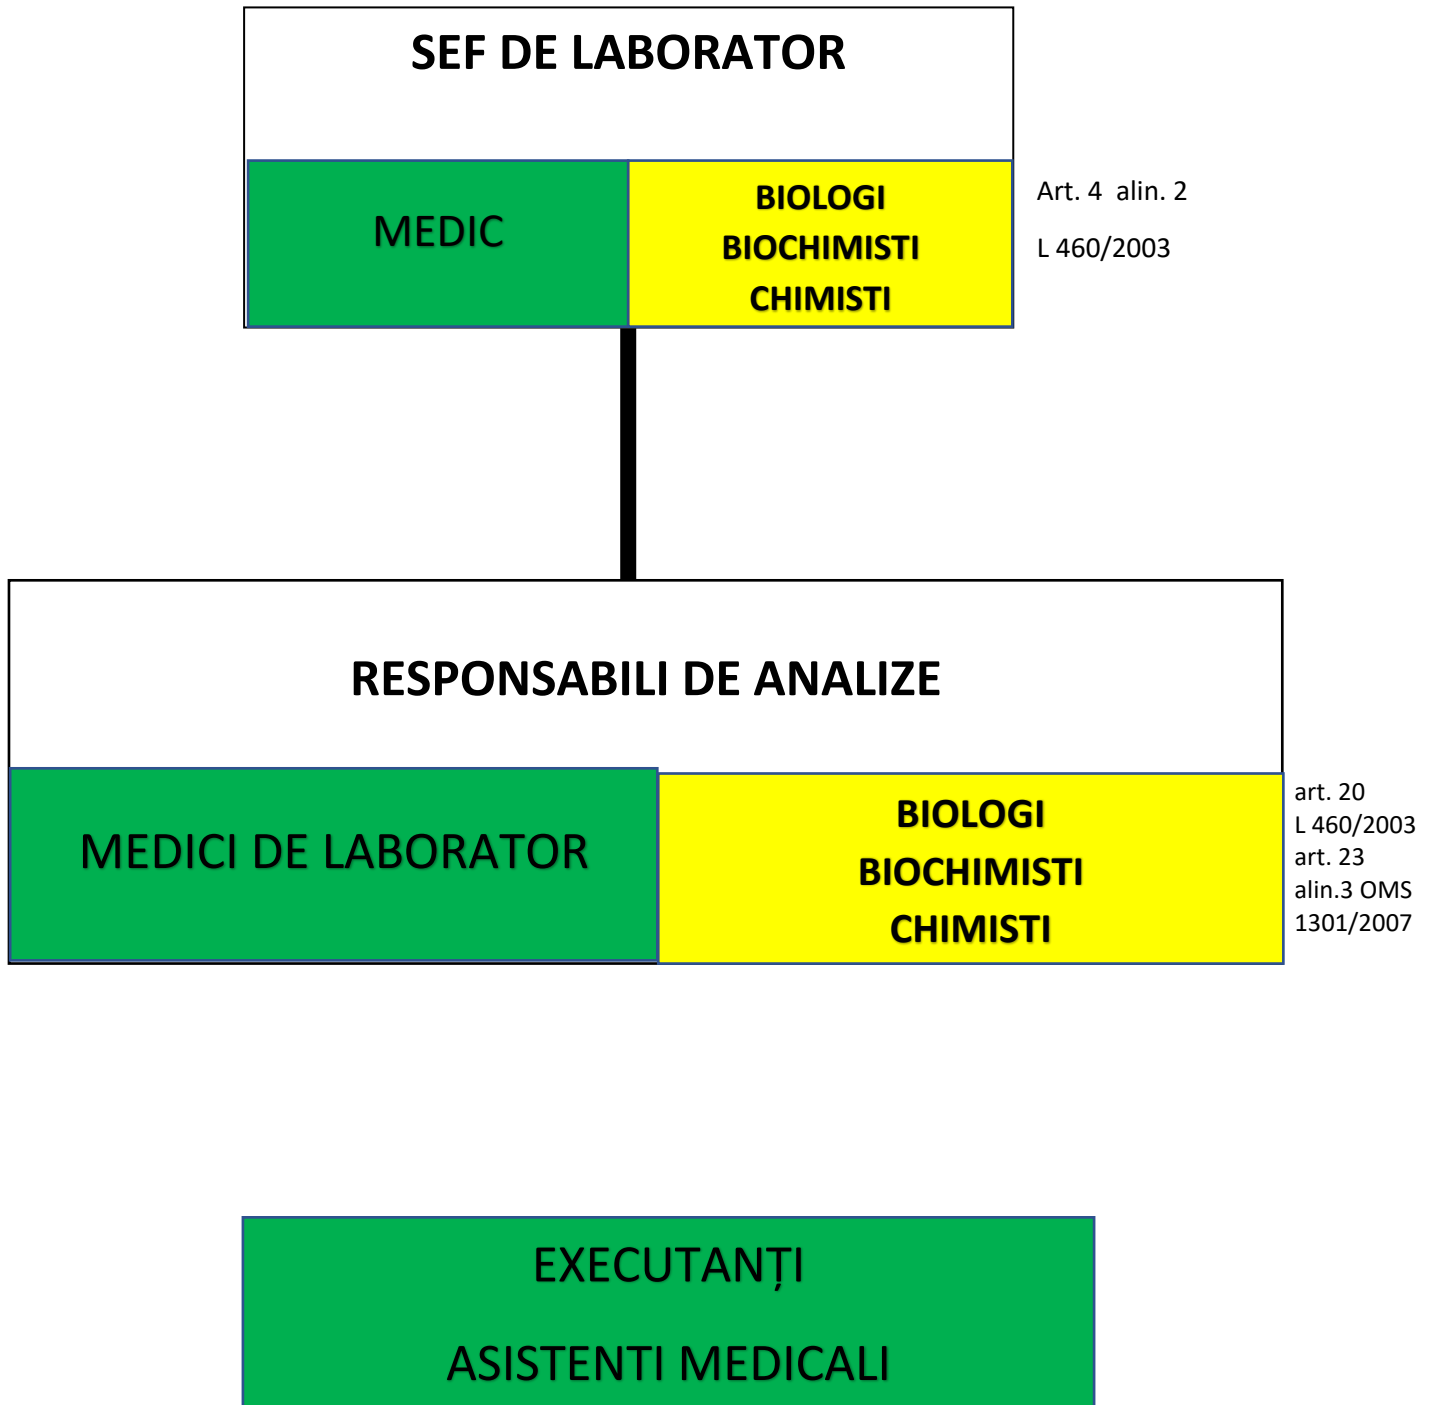 SEF DE LABORATOR
MEDIC
BIOLOGI
BIOCHIMISTI
CHIMISTI
Art. 4 alin. 2
L 460/2003
RESPONSABILI DE ANALIZE
MEDICI DE LABORATOR
BIOLOGI
BIOCHIMISTI
CHIMISTI
art. 20
L 460/2003
art. 23
alin.3 OMS
1301/2007
EXECUTANȚI
ASISTENTI MEDICALI